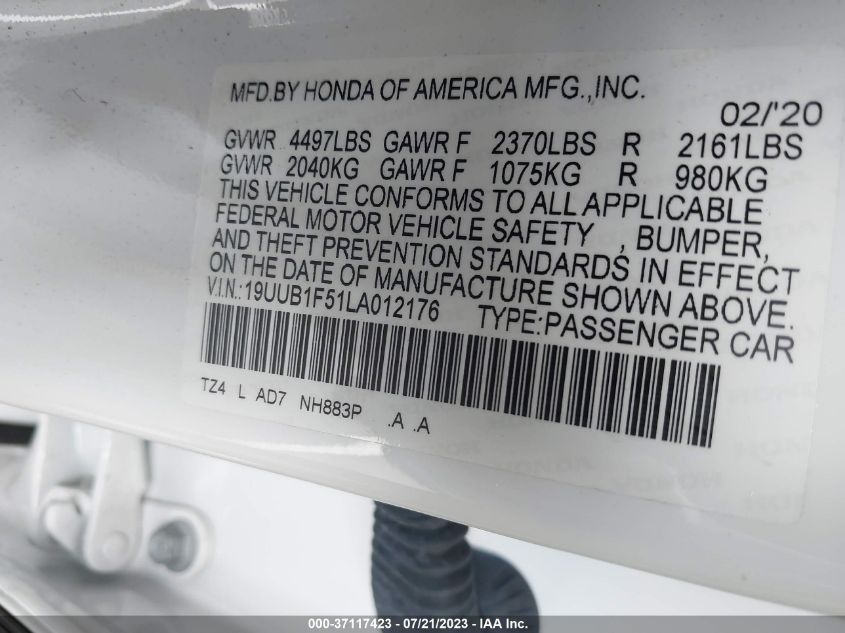 MFD.BY HONDA OF AMERICA MFG.,INC.
02/'20
GVWR 4497LBS GAWR F 2370LBS R 2161LBS
GVWR 2040KG GAWR F 1075KG R 980KG
THIS VEHICLE CONFORMS TO ALL APPLICABLE
FEDERAL MOTOR VEHICLE SAFETY , BUMPER,
AND THEFT PREVENTION STANDARDS IN EFFECT
ON THE DATE OF MANUFACTURE SHOWN ABOVE.
V.I.N.:19UUB1F51LA012176 TYPE:PASSENGER CAR
TZ4 L AD7 NH883P .A .A
HONDA
000-37117423 - 07/21/2023 - IAA Inc.